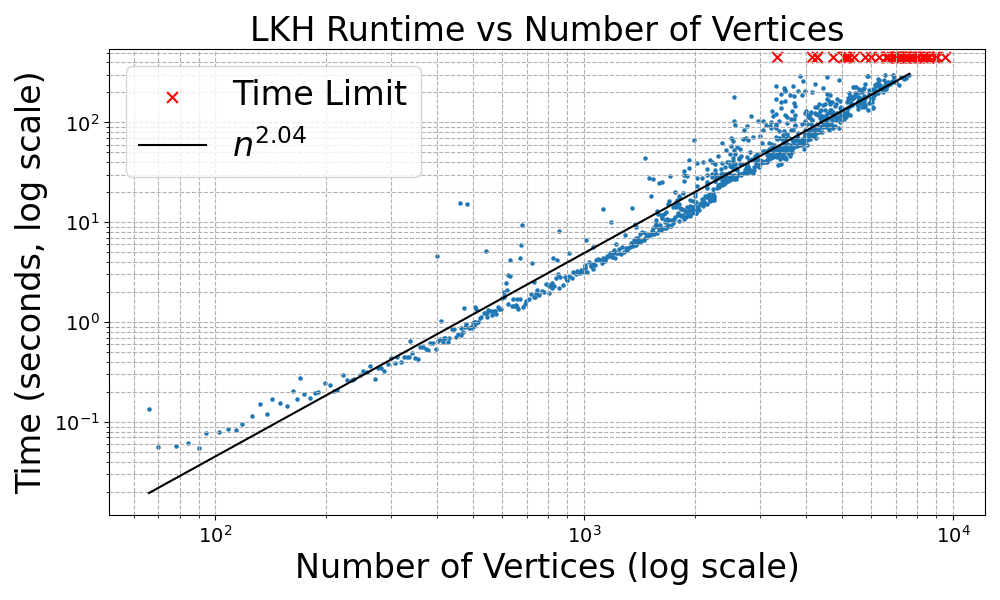 LKH Runtime vs Number of Vertices
Time Limit
n^2.04
Time (seconds, log scale)
10^2
10^1
10^0
10^−1
10^2
10^3
10^4
Number of Vertices (log scale)